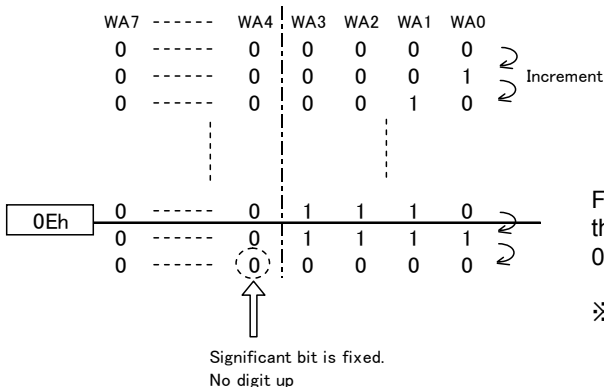 WA7 ------ WA4 WA3 WA2 WA1 WA0
0 ------ 0 0 0 0 0
0 ------ 0 0 0 0 1
Increment
0 ------ 0 0 0 1 0
0Eh
0 ------ 0 1 1 1 0
0 ------ 0 1 1 1 1
0 ------ 0 0 0 0 0
Significant bit is fixed.
No digit up
F
th
0
※